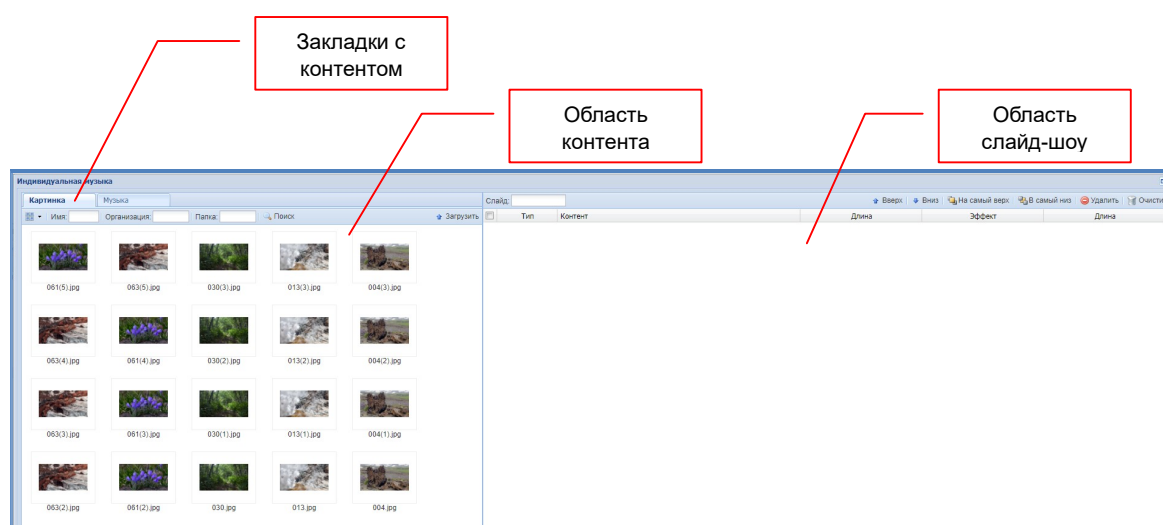 Закладки с
контентом
Область
контента
Область
слайд-шоу
Индивидуальная музыка
Картинка Музыка
Слайд: Вверх Вниз На самый верх В самый низ Удалить Очисти
Имя: Организация: Папка: Поиск Загрузить
Тип Контент Длина Эффект Длина
061(5).jpg 063(5).jpg 030(3).jpg 013(3).jpg 004(3).jpg
063(4).jpg 061(4).jpg 030(2).jpg 013(2).jpg 004(2).jpg
063(3).jpg 061(3).jpg 030(1).jpg 013(1).jpg 004(1).jpg
063(2).jpg 061(2).jpg 030.jpg 013.jpg 004.jpg